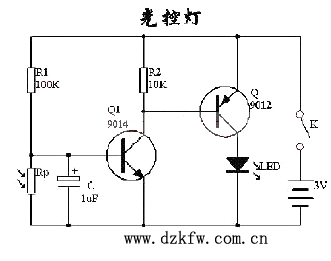 光控灯
R1
100K
R2
10K
Q1
9014
Q
9012
K
Rp
C
1uF
LED
3V
www.dzkfw.com.cn